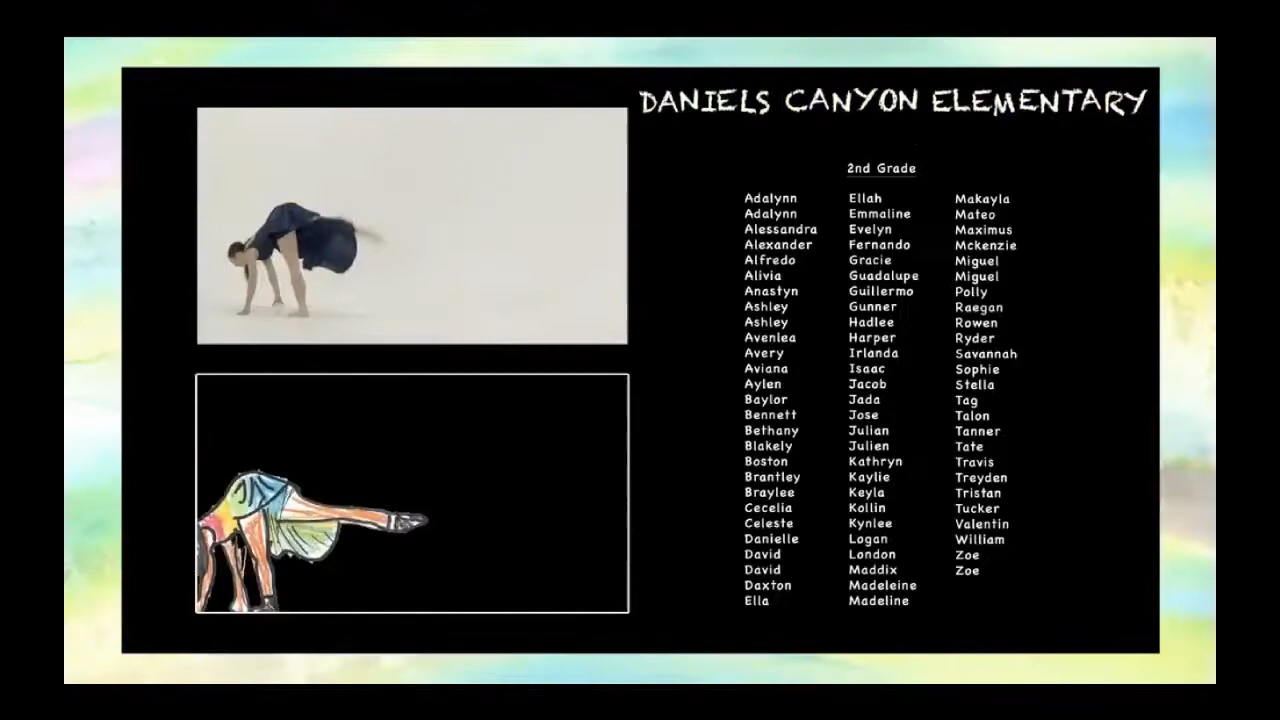 DANIELS CANYON ELEMENTARY
2nd Grade
Adalynn
Adalynn
Alessandra
Alexander
Alfredo
Alivia
Anastyn
Ashley
Ashley
Avenlea
Avery
Aviana
Aylen
Baylor
Bennett
Bethany
Blakely
Boston
Brantley
Braylee
Cecelia
Celeste
Danielle
David
David
Daxton
Ella
Ellah
Emmaline
Evelyn
Fernando
Gracie
Guadalupe
Guillermo
Gunner
Hadlee
Harper
Irlanda
Isaac
Jacob
Jada
Jose
Julian
Julien
Kathryn
Kaylie
Keyla
Kollin
Kynlee
Logan
London
Maddix
Madeleine
Madeline
Makayla
Mateo
Maximus
Mckenzie
Miguel
Miguel
Polly
Raegan
Rowen
Ryder
Savannah
Sophie
Stella
Tag
Talon
Tanner
Tate
Travis
Treyden
Tristan
Tucker
Valentin
William
Zoe
Zoe